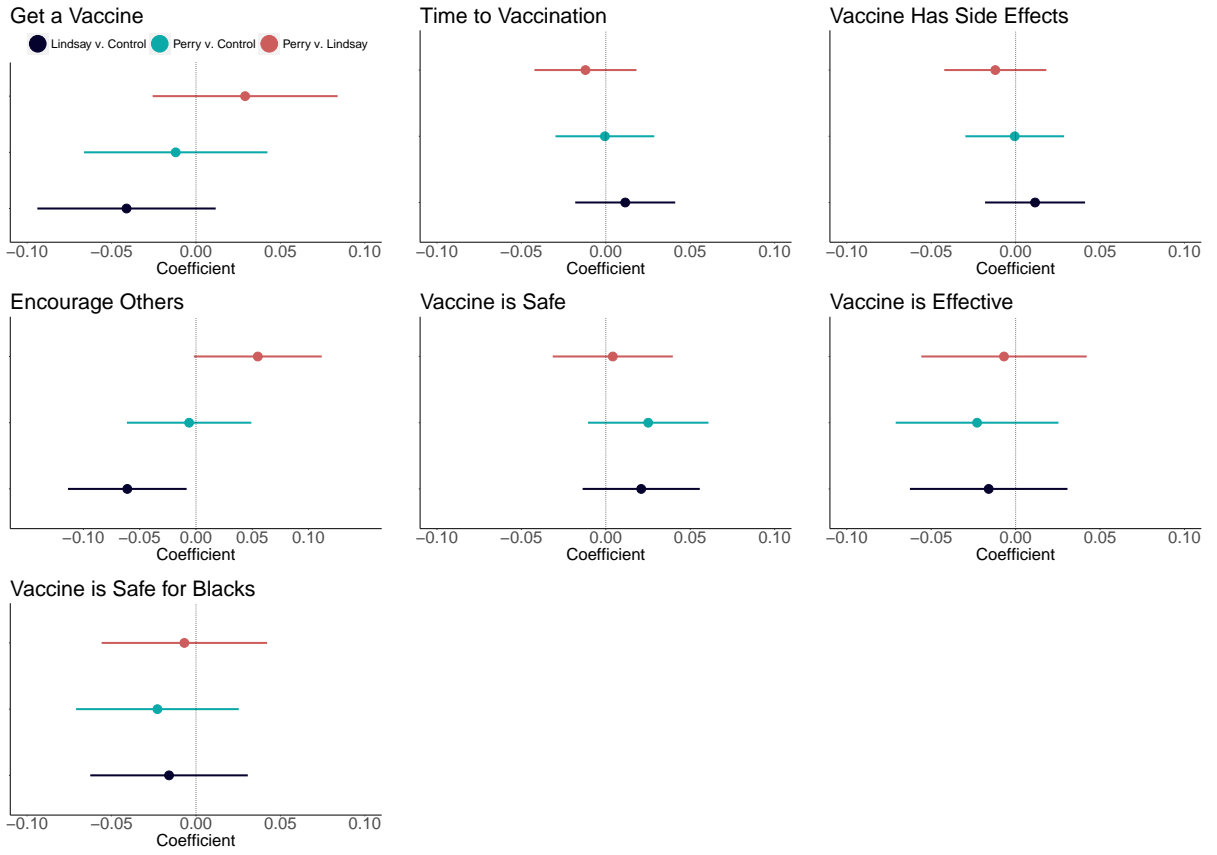 Get a Vaccine
Lindsay v. Control Perry v. Control Perry v. Lindsay
−0.10 −0.05 0.00 0.05 0.10
Coefficient
Time to Vaccination
−0.10 −0.05 0.00 0.05 0.10
Coefficient
Vaccine Has Side Effects
−0.10 −0.05 0.00 0.05 0.10
Coefficient
Encourage Others
−0.10 −0.05 0.00 0.05 0.10
Coefficient
Vaccine is Safe
−0.10 −0.05 0.00 0.05 0.10
Coefficient
Vaccine is Effective
−0.10 −0.05 0.00 0.05 0.10
Coefficient
Vaccine is Safe for Blacks
−0.10 −0.05 0.00 0.05 0.10
Coefficient